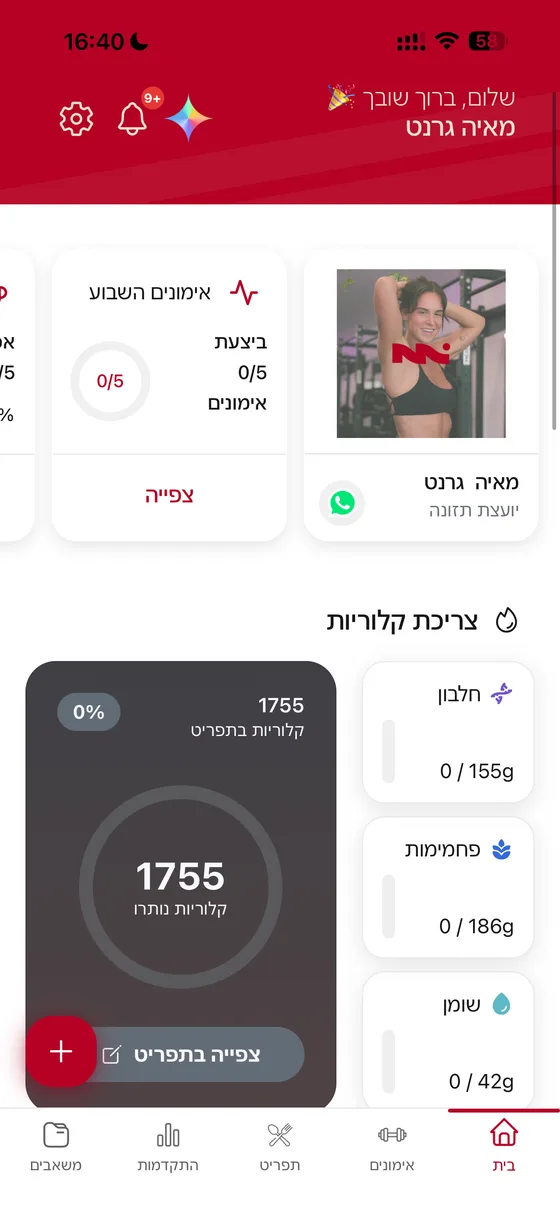 16:40
58
שלום, ברוך שובך 🎉
מאיה גרנט
9+
מאיה גרנט
יועצת תזונה
אימונים השבוע
ביצעת
0/5
אימונים
0/5
צפייה
/5
%
צריכת קלוריות
חלבון
0 / 155g
פחמימות
0 / 186g
שומן
0 / 42g
1755
קלוריות בתפריט
0%
1755
קלוריות נותרו
צפייה בתפריט
+
בית
אימונים
תפריט
התקדמות
משאבים